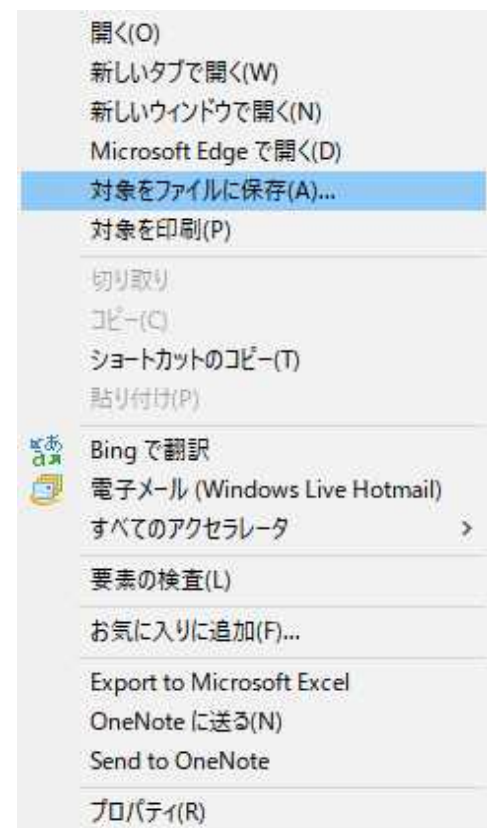 開く(O)
新しいタブで開く(W)
新しいウィンドウで開く(N)
Microsoft Edge で開く(D)
対象をファイルに保存(A)...
対象を印刷(P)
切り取り
コピー(C)
ショートカットのコピー(T)
貼り付け(P)
Bing で翻訳
電子メール (Windows Live Hotmail)
すべてのアクセラレータ
要素の検査(L)
お気に入りに追加(F)...
Export to Microsoft Excel
OneNote に送る(N)
Send to OneNote
プロパティ(R)